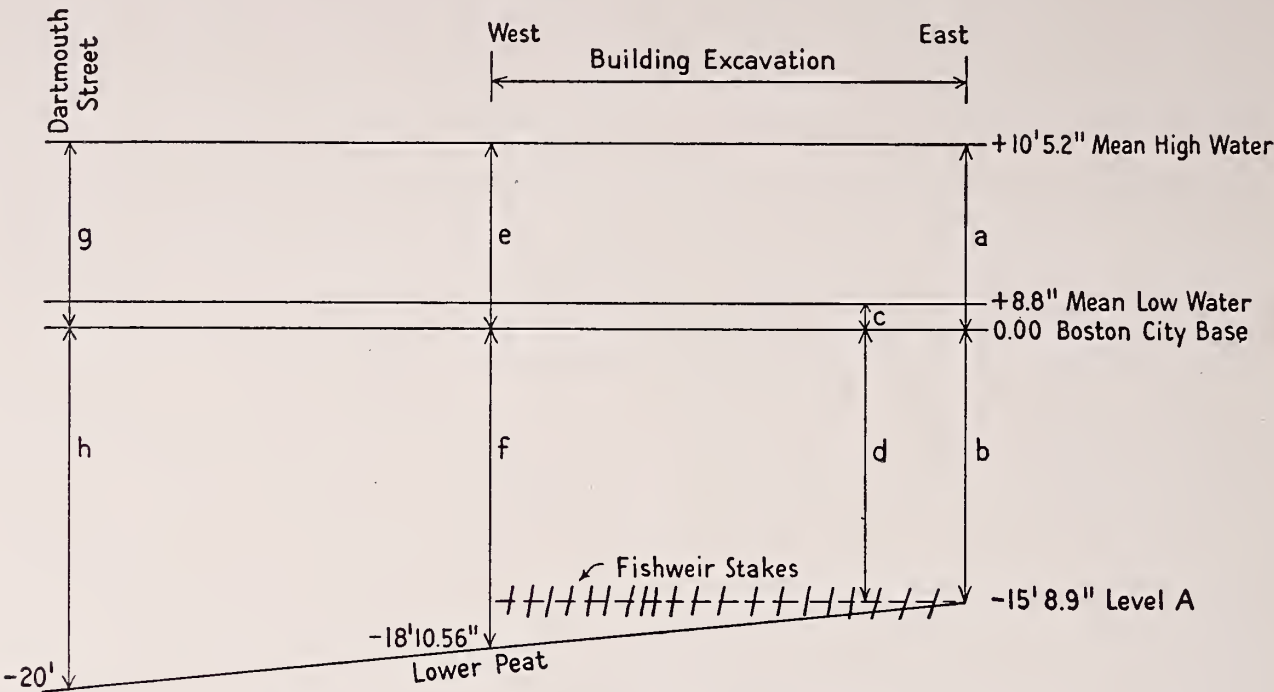 Dartmouth
Street
West
East
Building Excavation
+10'5.2" Mean High Water
g
e
a
+8.8" Mean Low Water
c
0.00 Boston City Base
h
f
d
b
Fishweir Stakes
-15'8.9" Level A
-18'10.56"
Lower Peat
-20'